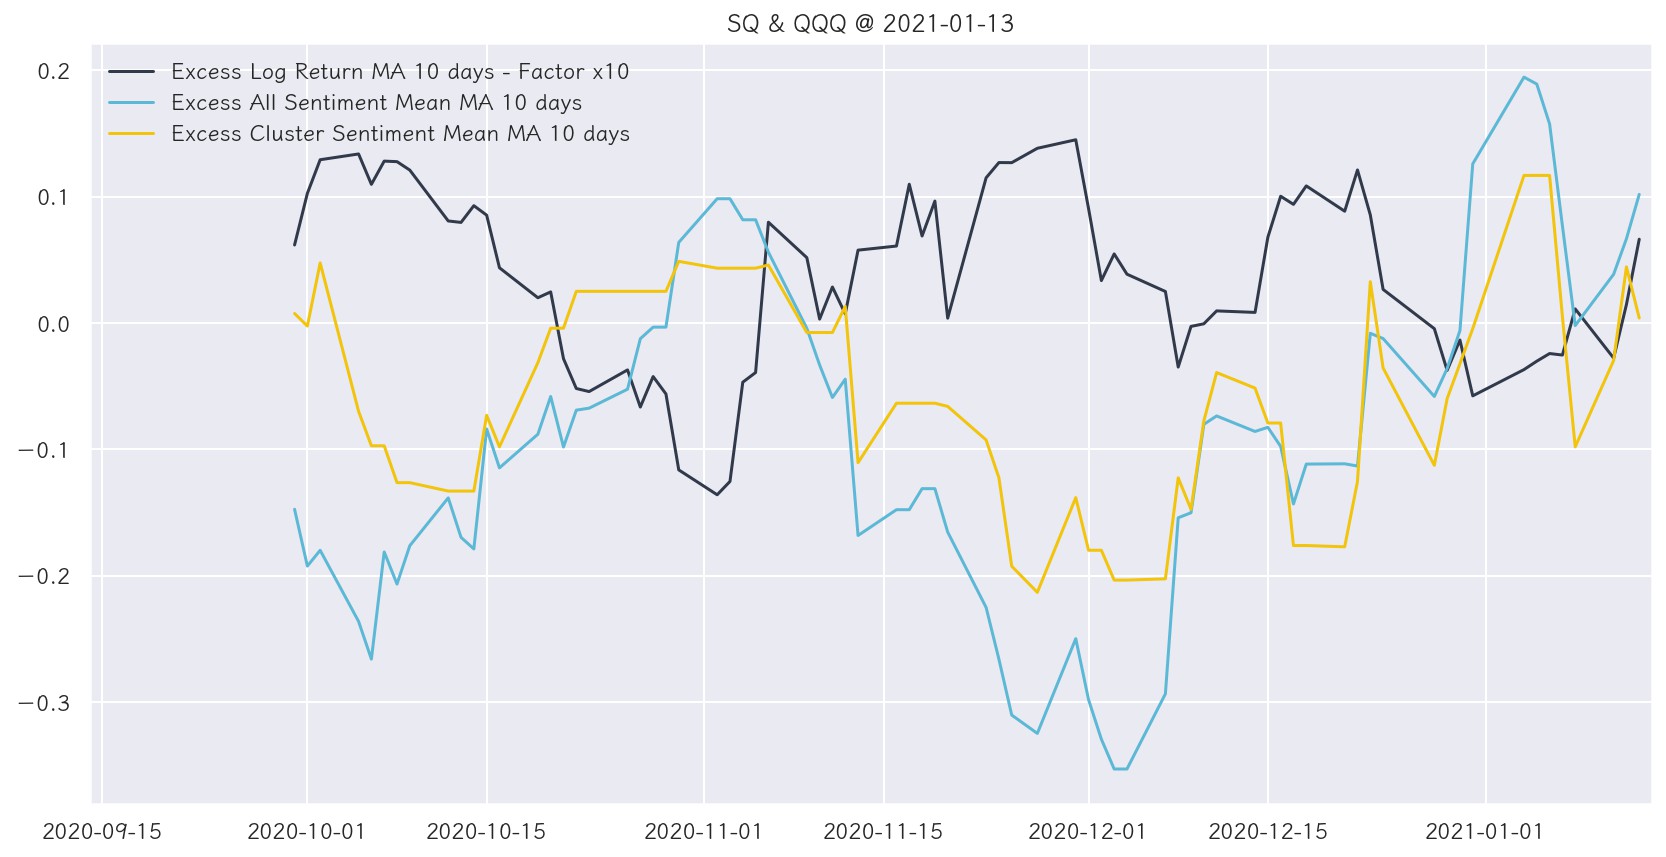 SQ & QQQ @ 2021-01-13
Excess Log Return MA 10 days - Factor x10
Excess All Sentiment Mean MA 10 days
Excess Cluster Sentiment Mean MA 10 days
0.2
0.1
0.0
−0.1
−0.2
−0.3
2020-09-15 2020-10-01 2020-10-15 2020-11-01 2020-11-15 2020-12-01 2020-12-15 2021-01-01